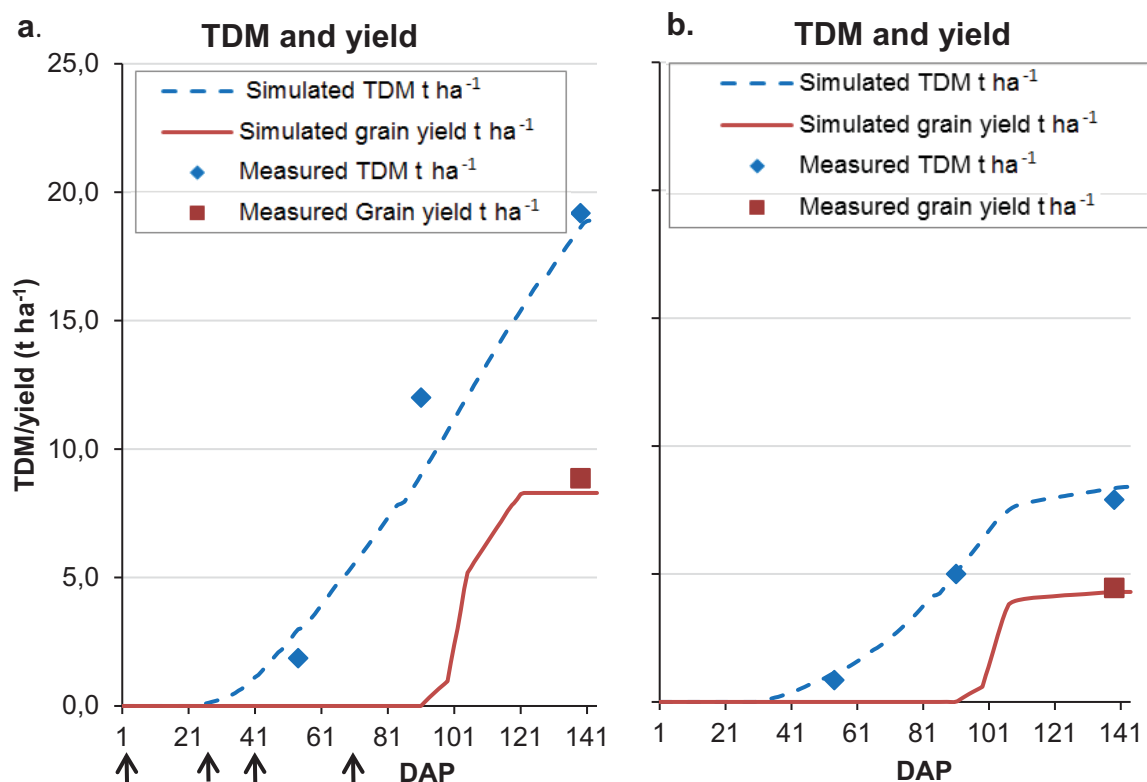 a.
TDM and yield
25,0
20,0
15,0
10,0
5,0
0,0
TDM/yield (t ha-1)
Simulated TDM t ha-1
Simulated grain yield t ha-1
Measured TDM t ha-1
Measured Grain yield t ha-1
1 21 41 61 81 101 121 141
DAP
b.
TDM and yield
Simulated TDM t ha-1
Simulated grain yield t ha-1
Measured TDM t ha-1
Measured grain yield t ha-1
1 21 41 61 81 101 121 141
DAP